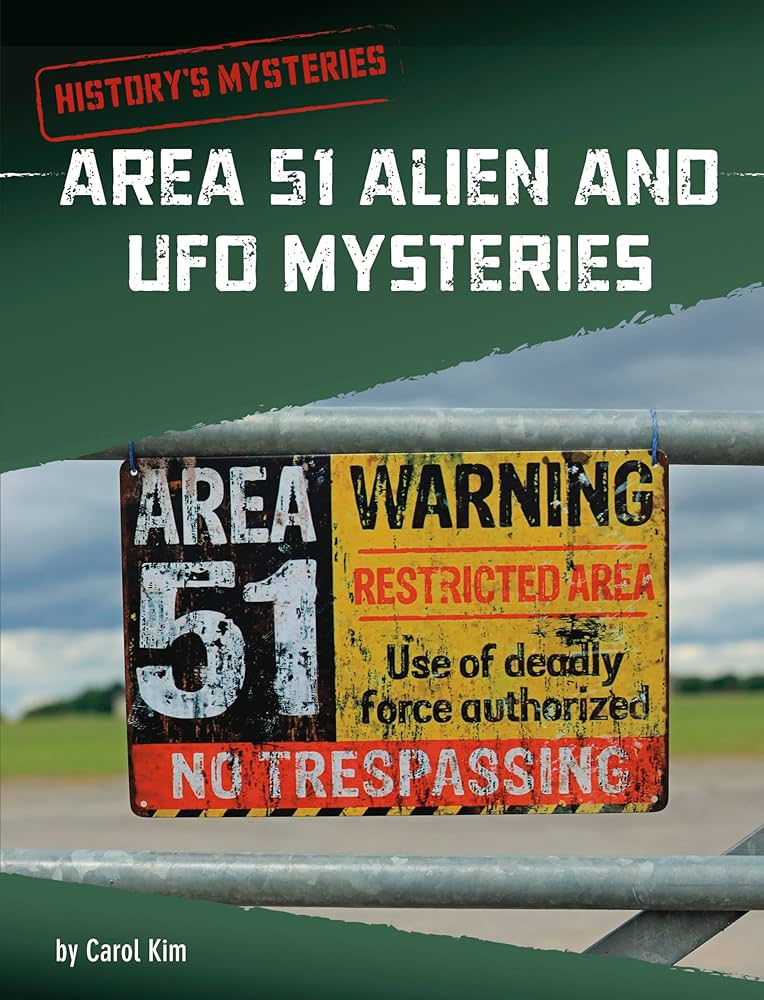 HISTORY'S MYSTERIES
AREA 51 ALIEN AND
UFO MYSTERIES
AREA
51
WARNING
RESTRICTED AREA
Use of deadly
force authorized
NO TRESPASSING
by Carol Kim